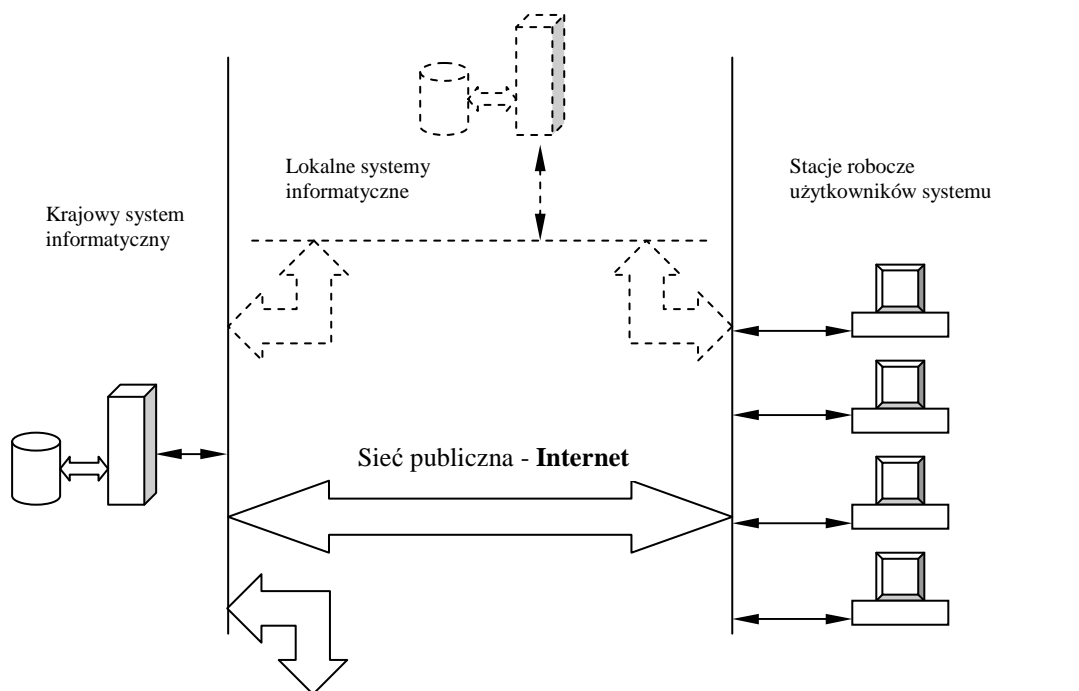 Lokalne systemy
informatyczne
Stacje robocze
użytkowników systemu
Krajowy system
informatyczny
Sieć publiczna - Internet